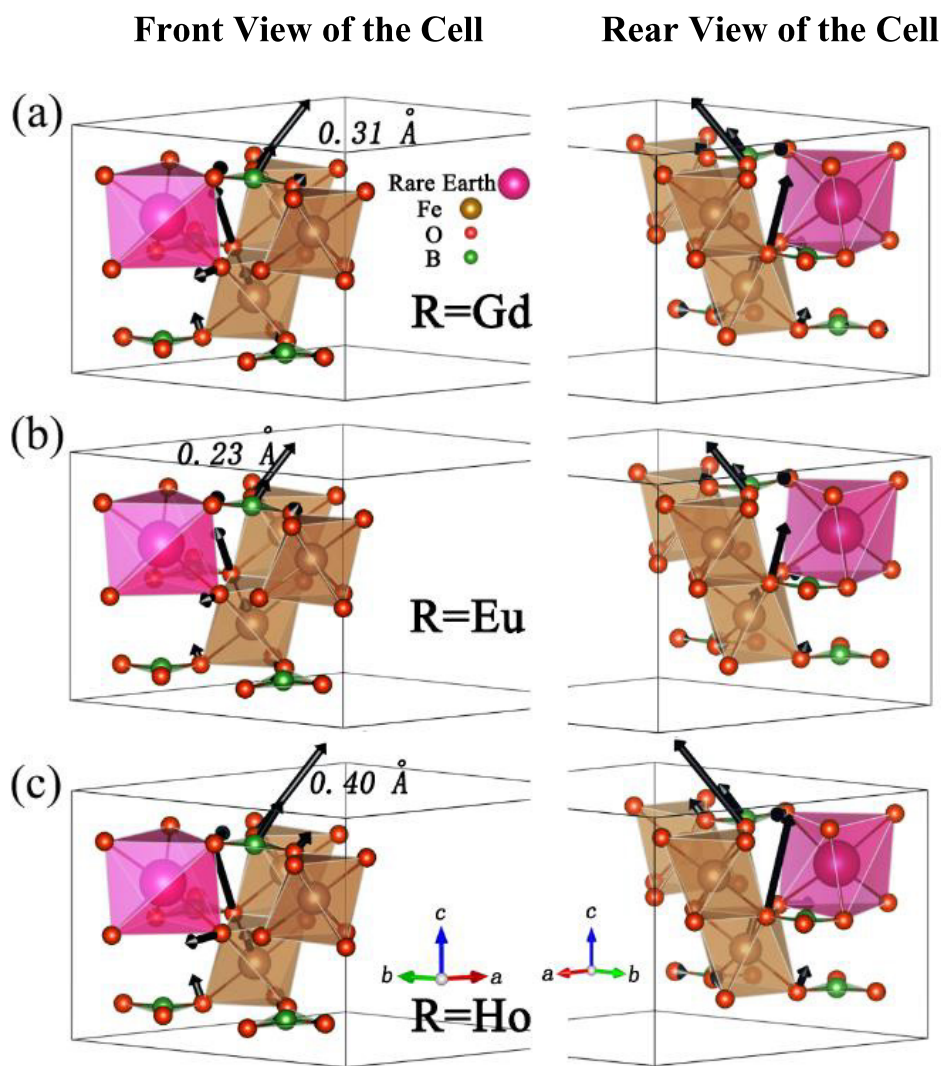 Front View of the Cell
Rear View of the Cell
(a)
0.31 Å
Rare Earth
Fe
O
B
R=Gd
(b)
0.23 Å
R=Eu
(c)
0.40 Å
c
b
a
c
a
b
R=Ho